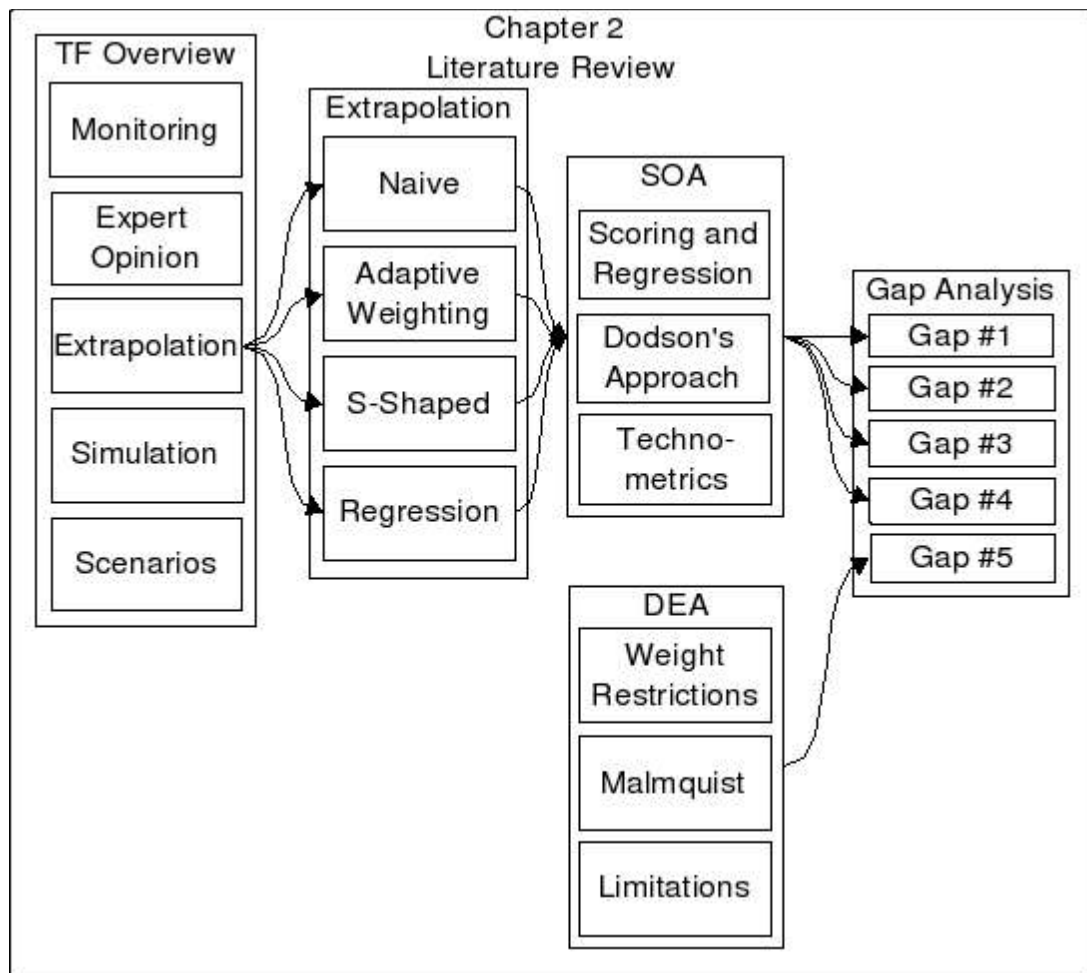 Chapter 2
Literature Review
TF Overview
Monitoring
Expert
Opinion
Extrapolation
Simulation
Scenarios
Extrapolation
Naive
Adaptive
Weighting
S-Shaped
Regression
SOA
Scoring and
Regression
Dodson's
Approach
Techno-
metrics
DEA
Weight
Restrictions
Malmquist
Limitations
Gap Analysis
Gap #1
Gap #2
Gap #3
Gap #4
Gap #5